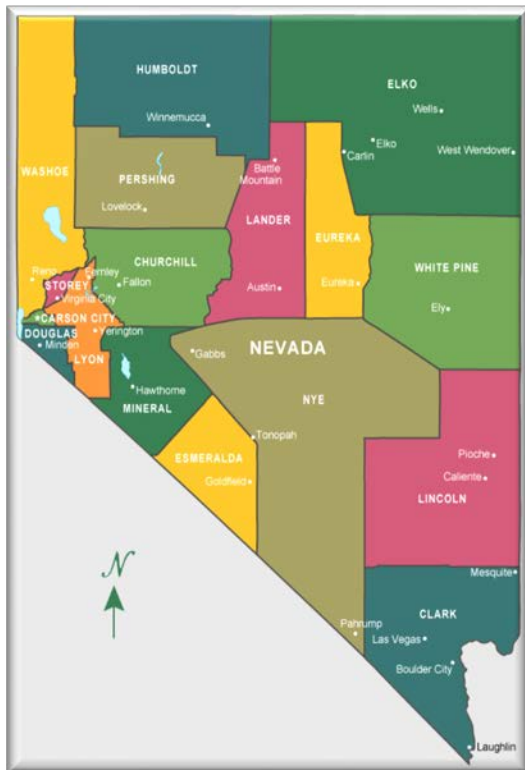 HUMBOLDT
ELKO
Wells
Winnemucca
Elko
Carlin
West Wendover
WASHOE
PERSHING
Battle
Mountain
Lovelock
LANDER
EUREKA
CHURCHILL
WHITE PINE
Reno
Fernley
STOREY
Fallon
Virginia City
Austin
Eureka
Ely
CARSON CITY
DOUGLAS
Yerington
Minden
LYON
NEVADA
Gabbs
Hawthorne
NYE
MINERAL
Tonopah
ESMERALDA
Goldfield
Pioche
Caliente
LINCOLN
N
Mesquite
CLARK
Pahrump
Las Vegas
Boulder City
Laughlin